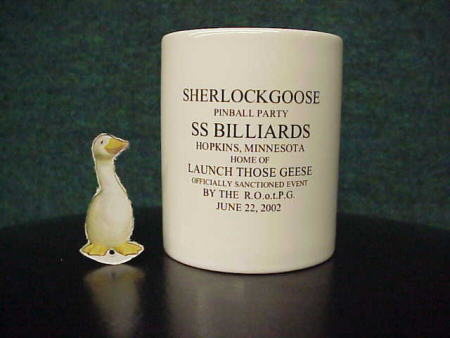 SHERLOCKGOOSE
PINBALL PARTY
SS BILLIARDS
HOPKINS, MINNESOTA
HOME OF
LAUNCH THOSE GEESE
OFFICIALLY SANCTIONED EVENT
BY THE R.O.o.t.P.G.
JUNE 22, 2002